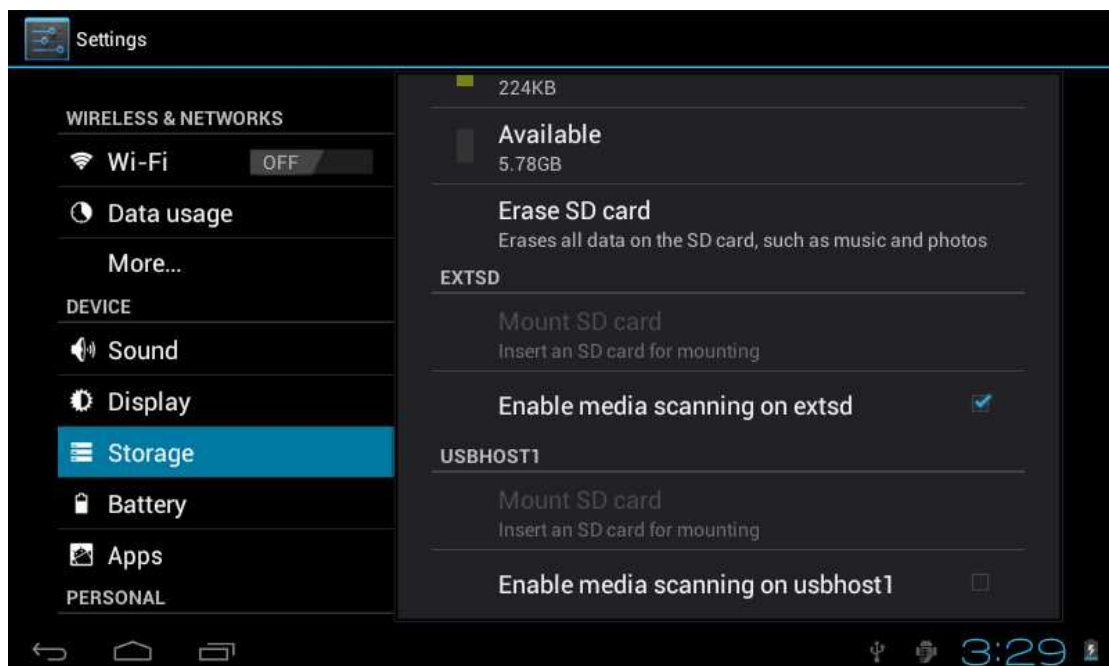 Settings
WIRELESS & NETWORKS
Wi-Fi
OFF
Data usage
More...
DEVICE
Sound
Display
Storage
Battery
Apps
PERSONAL
224KB
Available
5.78GB
Erase SD card
Erases all data on the SD card, such as music and photos
EXTSD
Mount SD card
Insert an SD card for mounting
Enable media scanning on extsd
USBHOST1
Mount SD card
Insert an SD card for mounting
Enable media scanning on usbhost1
3:29